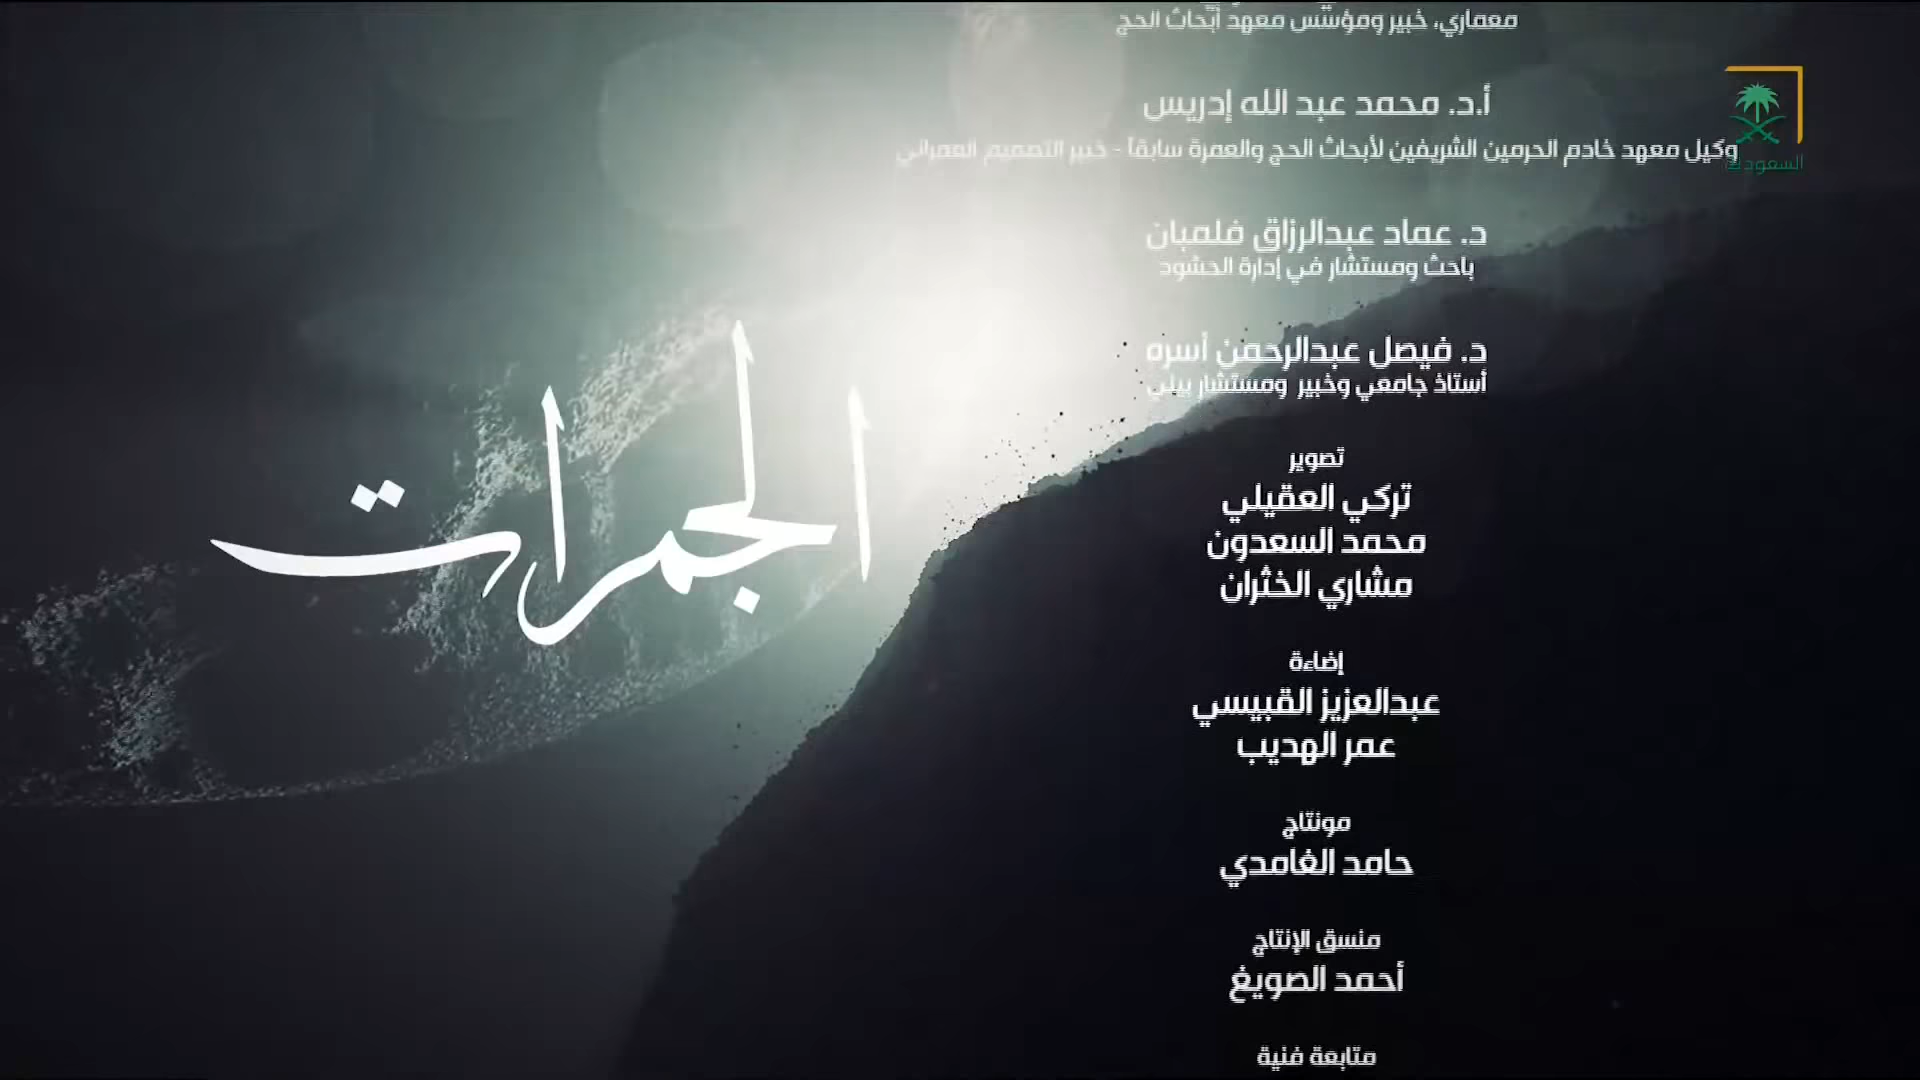 معماري، خبير ومؤسس معهد أبحاث الحج
أ.د. محمد عبد الله إدريس
وكيل معهد خادم الحرمين الشريفين لأبحاث الحج والعمرة سابقاً - خبير التصميم العمراني
السعودية
د. عماد عبدالرزاق فلمبان
باحث ومستشار في إدارة الحشود
د. فيصل عبدالرحمن أسره
أستاذ جامعي وخبير ومستشار بيئي
الجمرات
تصوير
تركي العقيلي
محمد السعدون
مشاري الخثران
إضاءة
عبدالعزيز القبيسي
عمر الهديب
مونتاج
حامد الغامدي
منسق الإنتاج
أحمد الصويغ
متابعة فنية